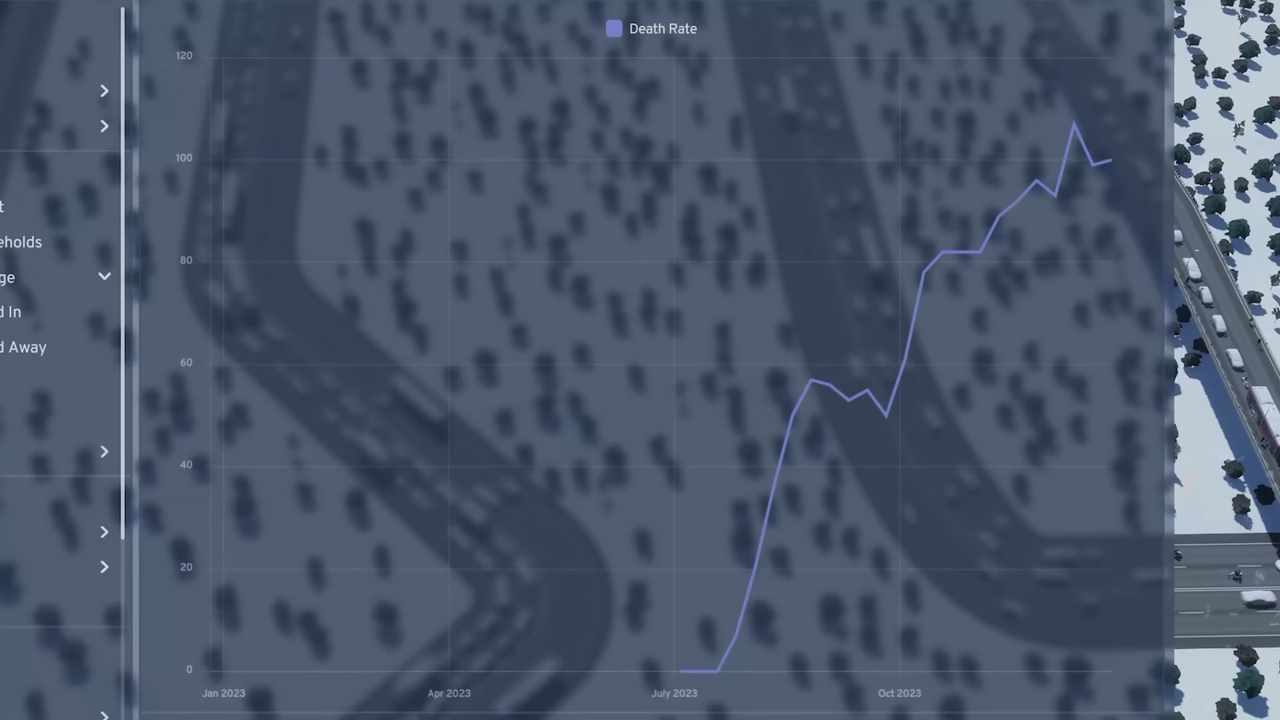 Death Rate
120
100
80
60
40
20
0
Jan 2023
Apr 2023
July 2023
Oct 2023
t
eholds
ge
d In
d Away